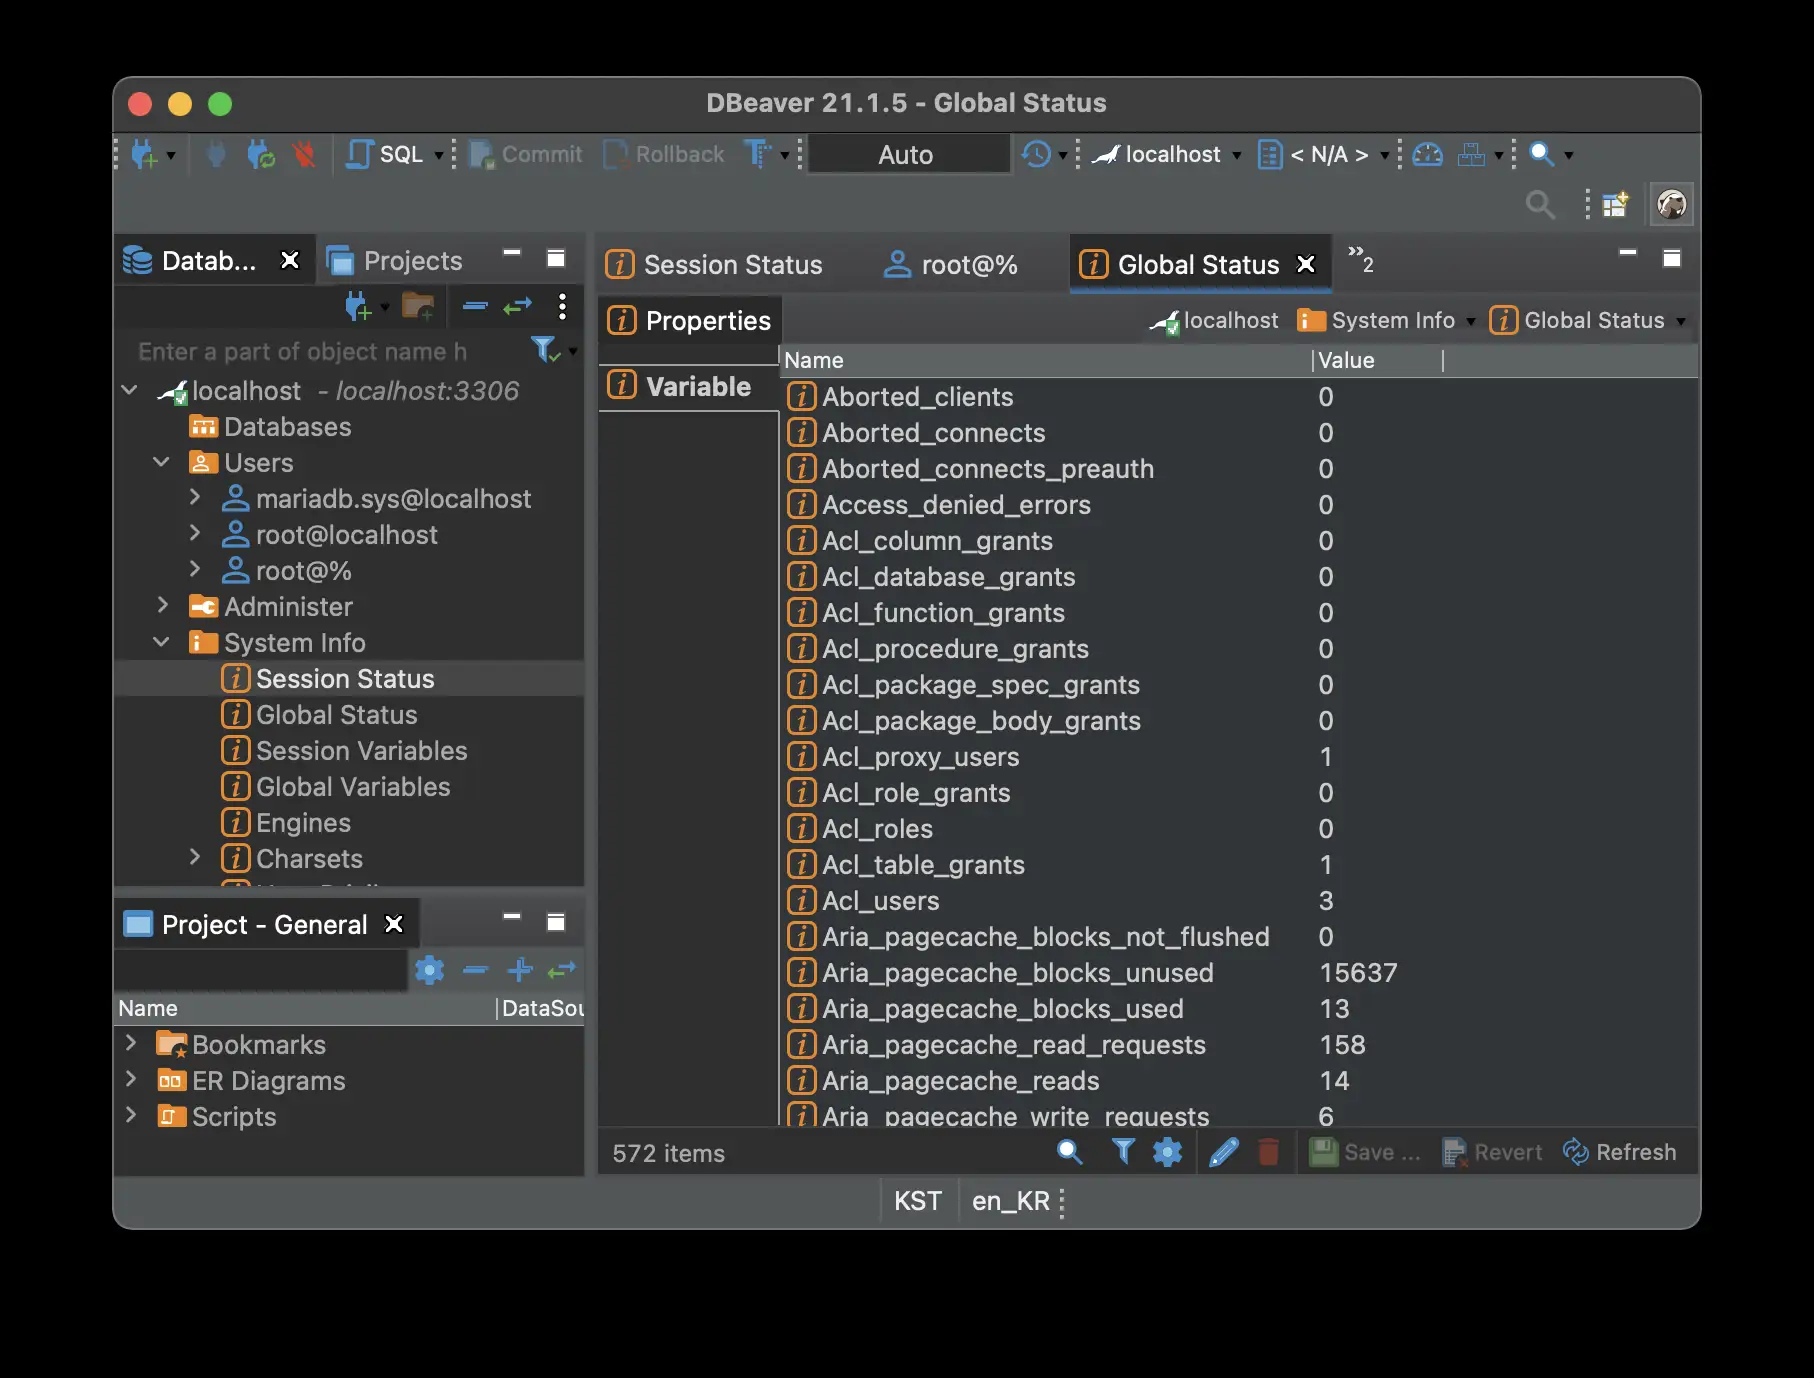 DBeaver 21.1.5 - Global Status
SQL Commit Rollback Auto localhost < N/A >
Datab... Projects
Enter a part of object name h
localhost - localhost:3306
Databases
Users
mariadb.sys@localhost
root@localhost
root@%
Administer
System Info
Session Status
Global Status
Session Variables
Global Variables
Engines
Charsets
Project - General
Name DataSou
Bookmarks
ER Diagrams
Scripts
Session Status root@% Global Status »2
Properties localhost System Info Global Status
Variable
Name Value
Aborted_clients 0
Aborted_connects 0
Aborted_connects_preauth 0
Access_denied_errors 0
Acl_column_grants 0
Acl_database_grants 0
Acl_function_grants 0
Acl_procedure_grants 0
Acl_package_spec_grants 0
Acl_package_body_grants 0
Acl_proxy_users 1
Acl_role_grants 0
Acl_roles 0
Acl_table_grants 1
Acl_users 3
Aria_pagecache_blocks_not_flushed 0
Aria_pagecache_blocks_unused 15637
Aria_pagecache_blocks_used 13
Aria_pagecache_read_requests 158
Aria_pagecache_reads 14
Aria_pagecache_write_requests 6
572 items Save ... Revert Refresh
KST en_KR